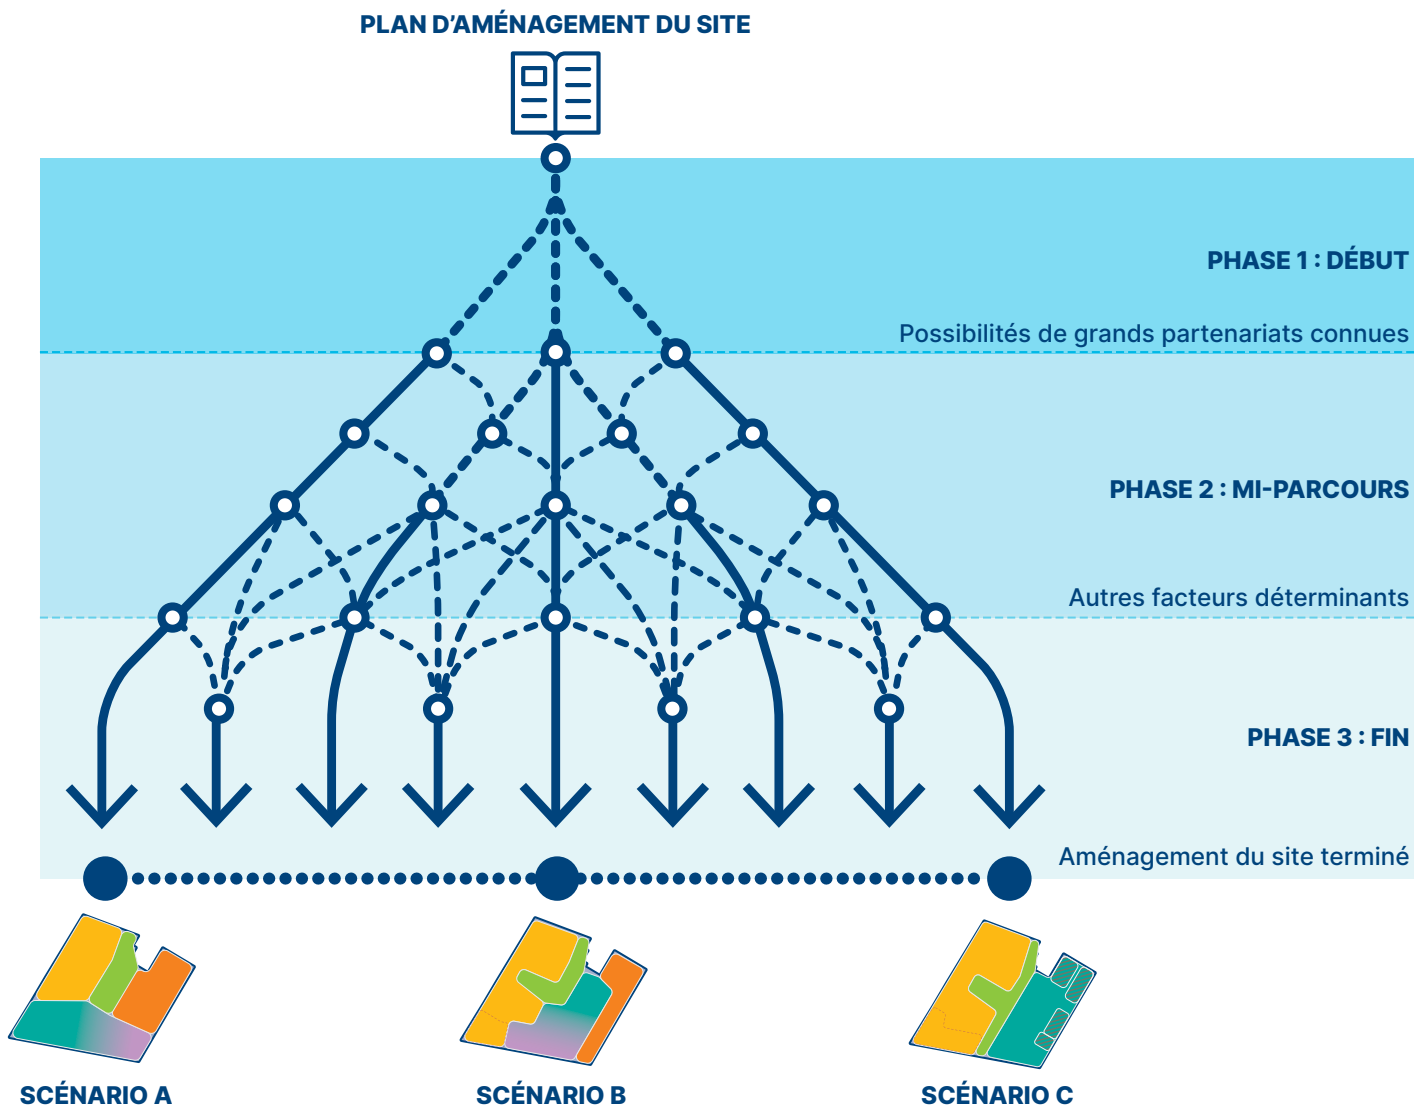 PLAN D’AMÉNAGEMENT DU SITE
PHASE 1 : DÉBUT
Possibilités de grands partenariats connues
PHASE 2 : MI-PARCOURS
Autres facteurs déterminants
PHASE 3 : FIN
Aménagement du site terminé
SCÉNARIO A
SCÉNARIO B
SCÉNARIO C